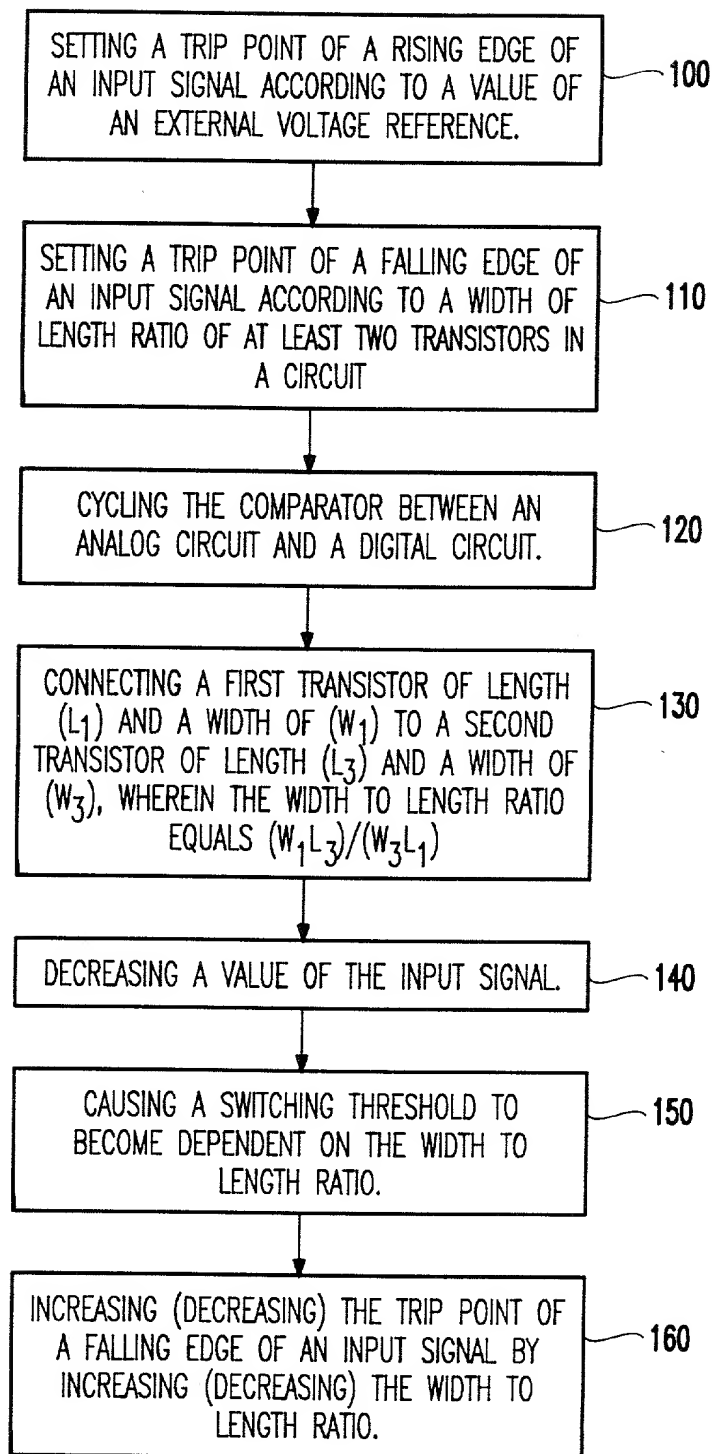 SETTING A TRIP POINT OF A RISING EDGE OF
AN INPUT SIGNAL ACCORDING TO A VALUE OF
AN EXTERNAL VOLTAGE REFERENCE.
100
SETTING A TRIP POINT OF A FALLING EDGE OF
AN INPUT SIGNAL ACCORDING TO A WIDTH OF
LENGTH RATIO OF AT LEAST TWO TRANSISTORS IN
A CIRCUIT
110
CYCLING THE COMPARATOR BETWEEN AN
ANALOG CIRCUIT AND A DIGITAL CIRCUIT.
120
CONNECTING A FIRST TRANSISTOR OF LENGTH
(L1) AND A WIDTH OF (W1) TO A SECOND
TRANSISTOR OF LENGTH (L3) AND A WIDTH OF
(W3), WHEREIN THE WIDTH TO LENGTH RATIO
EQUALS (W1L3)/(W3L1)
130
DECREASING A VALUE OF THE INPUT SIGNAL.
140
CAUSING A SWITCHING THRESHOLD TO
BECOME DEPENDENT ON THE WIDTH TO
LENGTH RATIO.
150
INCREASING (DECREASING) THE TRIP POINT OF
A FALLING EDGE OF AN INPUT SIGNAL BY
INCREASING (DECREASING) THE WIDTH TO
LENGTH RATIO.
160